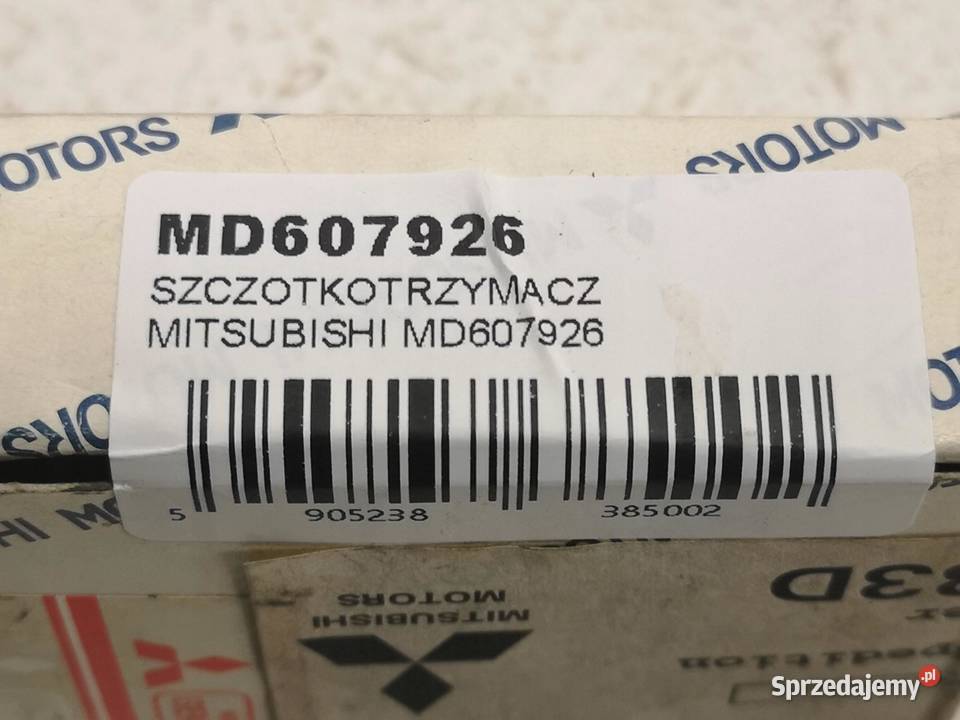 MOTORS
MOTORS
MD607926
SZCZOTKOTRZYMACZ
MITSUBISHI MD607926
5 905238 385002
MITSUBISHI
MOTORS
Sprzedajemy.pl